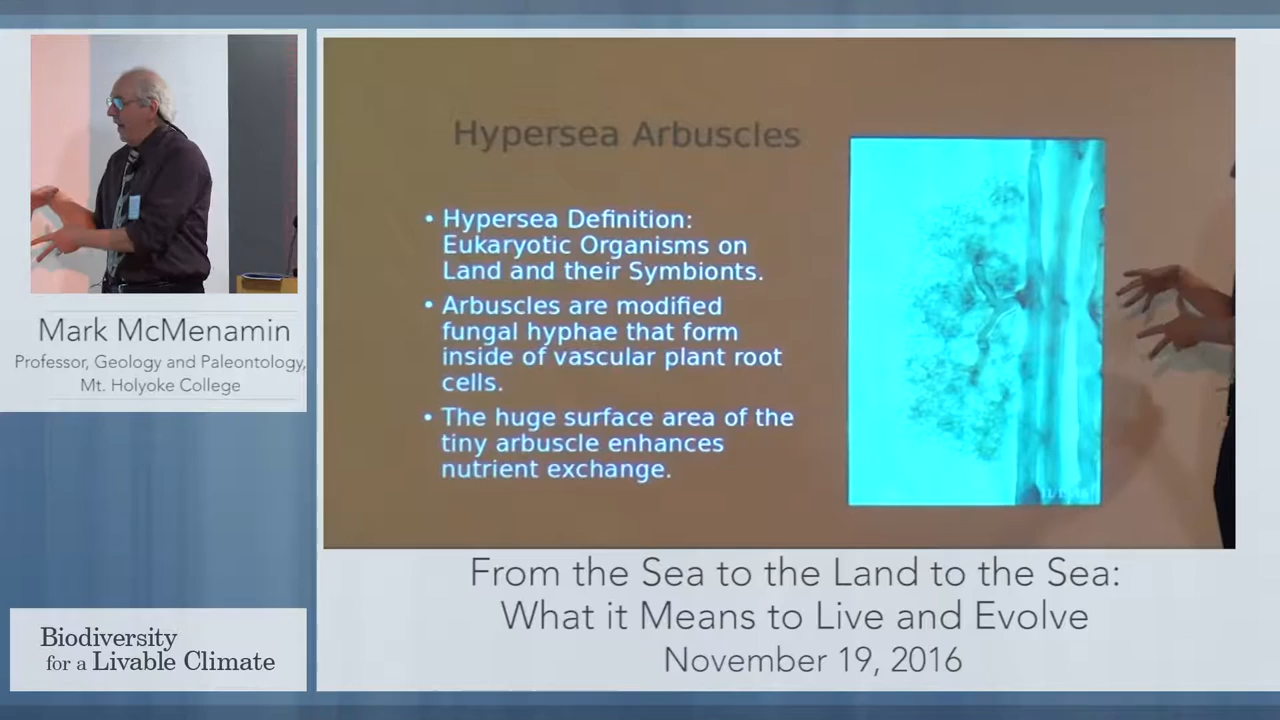 Mark McMenamin
Professor, Geology and Paleontology,
Mt. Holyoke College
Biodiversity
for a Livable Climate
Hypersea Arbuscles
• Hypersea Definition:
Eukaryotic Organisms on
Land and their Symbionts.
• Arbuscles are modified
fungal hyphae that form
inside of vascular plant root
cells.
• The huge surface area of the
tiny arbuscle enhances
nutrient exchange.
From the Sea to the Land to the Sea:
What it Means to Live and Evolve
November 19, 2016